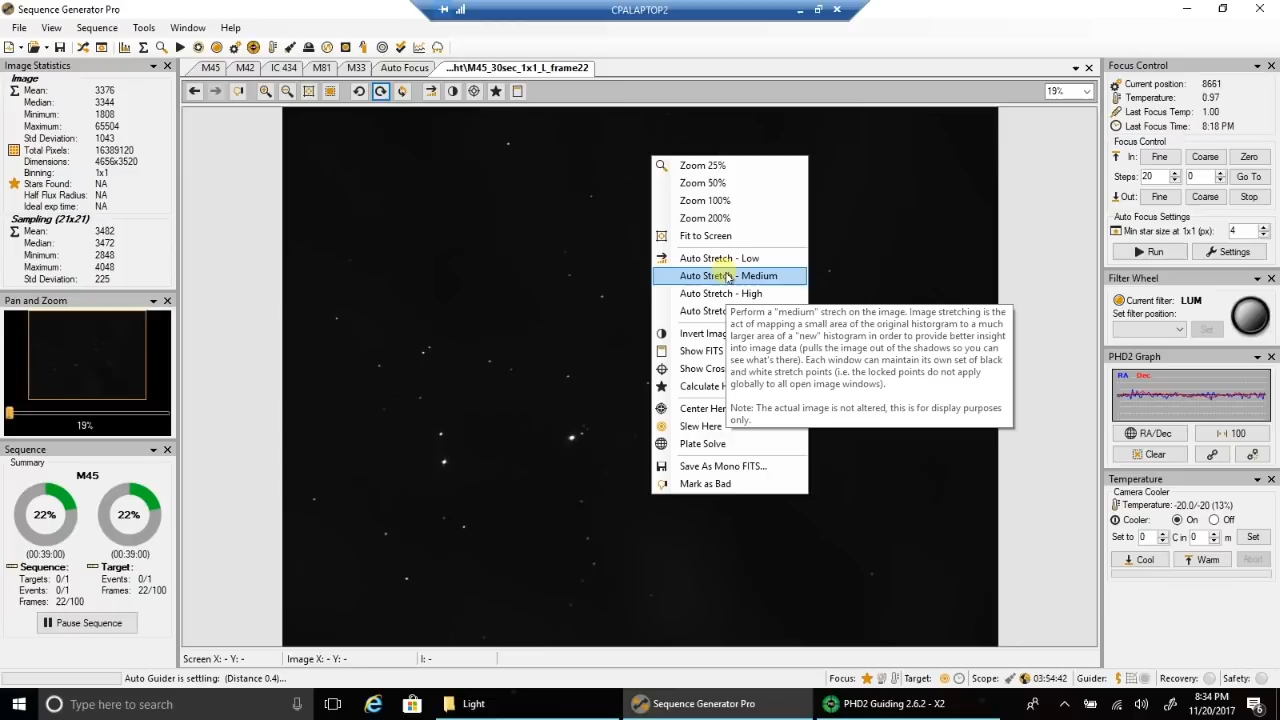 Sequence Generator Pro
CPALAPTOP2
File View Sequence Tools Window Help
Image Statistics
Image
Mean: 3376
Median: 3344
Minimum: 1808
Maximum: 65504
Std Deviation: 1043
Total Pixels: 16389120
Dimensions: 4656x3520
Binning: 1x1
Stars Found: NA
Half Flux Radius: NA
Ideal exp time: NA
Sampling (21x21)
Mean: 3482
Median: 3472
Minimum: 2848
Maximum: 4048
Std Deviation: 225
Pan and Zoom
19%
Sequence
Summary
M45
22% 22%
(00:39:00) (00:39:00)
Sequence: Target:
Targets: 0/1 Events: 0/1
Events: 0/1 Frames: 22/100
Frames: 22/100
Pause Sequence
M45 M42 IC 434 M81 M33 Auto Focus ...ht\M45_30sec_1x1_L_frame22
19%
Zoom 25%
Zoom 50%
Zoom 100%
Zoom 200%
Fit to Screen
Auto Stretch - Low
Auto Stretch - Medium
Auto Stretch - High
Auto Stretc
Invert Imag
Show FITS
Show Cros
Calculate H
Center Her
Slew Here
Plate Solve
Save As Mono FITS...
Mark as Bad
Perform a "medium" strech on the image. Image stretching is the
act of mapping a small area of the original historgram to a much
larger area of a "new" histogram in order to provide better insight
into image data (pulls the image out of the shadows so you can
see what's there). Each window can maintain its own set of black
and white stretch points (i.e. the locked points do not apply
globally to all open image windows).
Note: The actual image is not altered, this is for display purposes
only.
Screen X: - Y: - Image X: - Y: - I: -
Focus Control
Current position: 8661
Temperature: 0.97
Last Focus Temp: 1.00
Last Focus Time: 8:18 PM
Focus Control
In: Fine Coarse Zero
Steps: 20 0 Go To
Out: Fine Coarse Stop
Auto Focus Settings
Min star size at 1x1 (px): 4
Run Settings
Filter Wheel
Current filter: LUM
Set filter position:
Set
PHD2 Graph
RA/ Dec.
RA/Dec 100
Clear
Temperature
Camera Cooler
Temperature: -20.0/-20 (13%)
Cooler: On Off
Set to 0 C in 0 m Set
Cool Warm Abort
Auto Guider is settling: (Distance 0.4)...
Focus: Target: Scope: 03:54:42 Guider: Recovery: Safety:
Type here to search
Light
Sequence Generator Pro
PHD2 Guiding 2.6.2 - X2
8:34 PM
11/20/2017
6